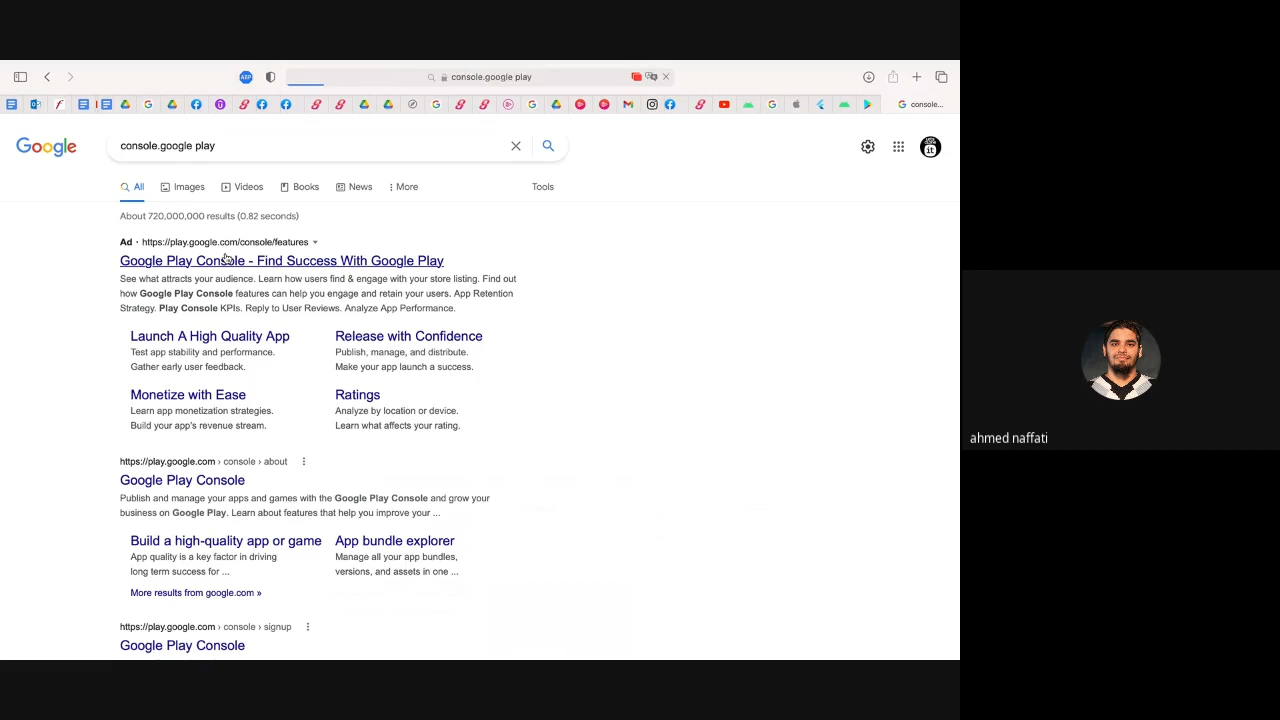 console.google play
console...
Google
console.google play
All
Images
Videos
Books
News
More
Tools
About 720,000,000 results (0.82 seconds)
Ad · https://play.google.com/console/features
Google Play Console - Find Success With Google Play
See what attracts your audience. Learn how users find & engage with your store listing. Find out
how Google Play Console features can help you engage and retain your users. App Retention
Strategy. Play Console KPIs. Reply to User Reviews. Analyze App Performance.
Launch A High Quality App
Test app stability and performance.
Gather early user feedback.
Release with Confidence
Publish, manage, and distribute.
Make your app launch a success.
Monetize with Ease
Learn app monetization strategies.
Build your app's revenue stream.
Ratings
Analyze by location or device.
Learn what affects your rating.
https://play.google.com › console › about
Google Play Console
Publish and manage your apps and games with the Google Play Console and grow your
business on Google Play. Learn about features that help you improve your ...
Build a high-quality app or game
App quality is a key factor in driving
long term success for ...
App bundle explorer
Manage all your app bundles,
versions, and assets in one ...
More results from google.com »
https://play.google.com › console › signup
Google Play Console
ahmed naffati